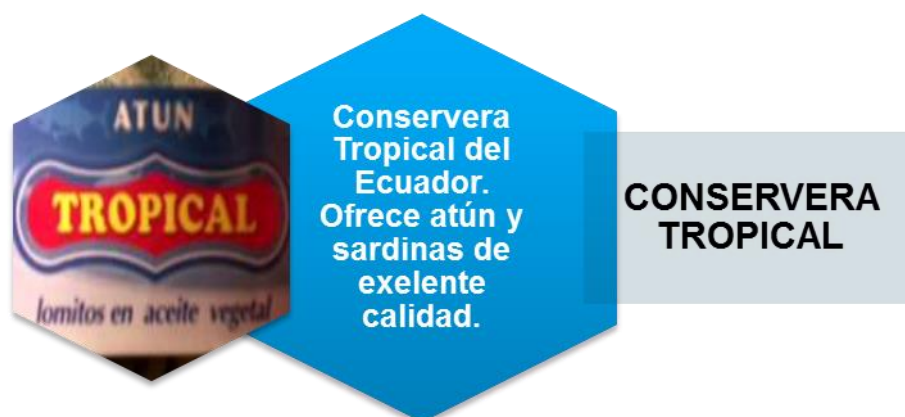 ATUN
TROPICAL
lomitos en aceite vegetal
Conservera
Tropical del
Ecuador.
Ofrece atún y
sardinas de
exelente
calidad.
CONSERVERA
TROPICAL